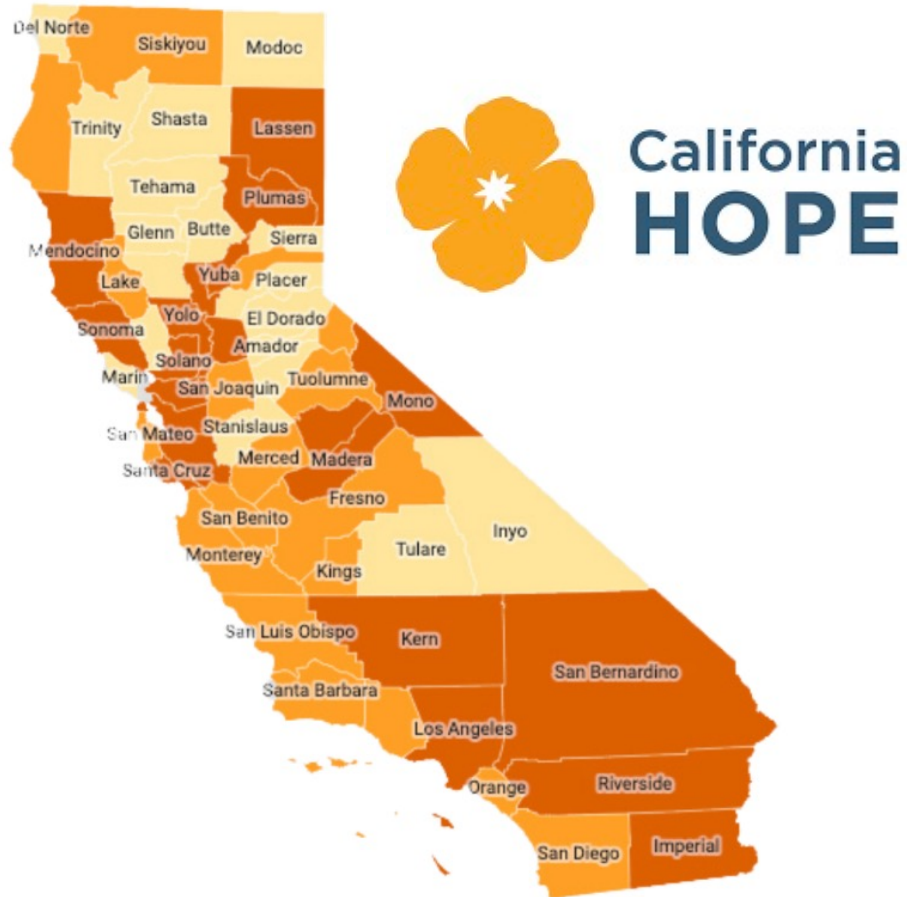 Del Norte
Siskiyou
Modoc
Trinity
Shasta
Lassen
Tehama
Plumas
Glenn
Butte
Sierra
Mendocino
Lake
Yuba
Placer
Sonoma
Yolo
El Dorado
Solano
Amador
Marin
San Joaquin
Tuolumne
Mono
San Mateo
Stanislaus
Santa Cruz
Merced
Madera
Fresno
San Benito
Monterey
Kings
Tulare
Inyo
San Luis Obispo
Kern
Santa Barbara
San Bernardino
Los Angeles
Orange
Riverside
San Diego
Imperial
California
HOPE